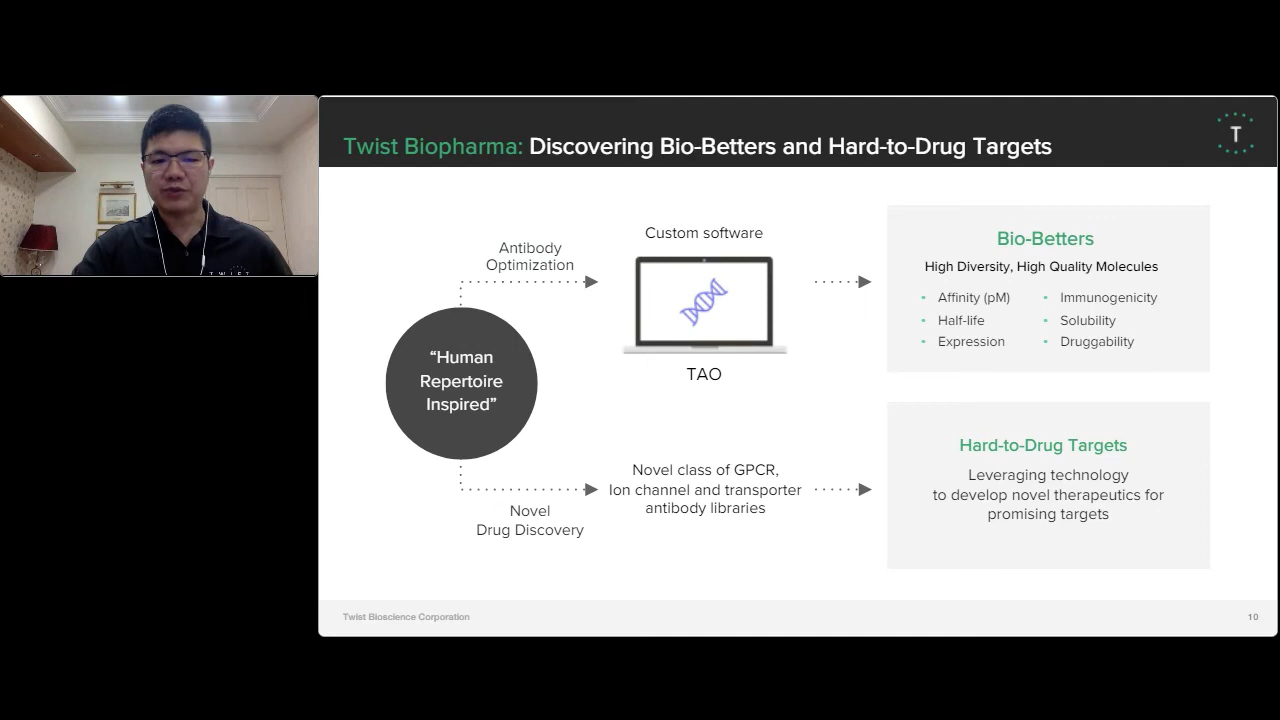 Twist Biopharma: Discovering Bio-Betters and Hard-to-Drug Targets
T
Antibody
Optimization
Custom software
TAO
"Human
Repertoire
Inspired"
Novel
Drug Discovery
Novel class of GPCR,
Ion channel and transporter
antibody libraries
Bio-Betters
High Diversity, High Quality Molecules
• Affinity (pM)
• Half-life
• Expression
• Immunogenicity
• Solubility
• Druggability
Hard-to-Drug Targets
Leveraging technology
to develop novel therapeutics for
promising targets
Twist Bioscience Corporation
10
TWIST